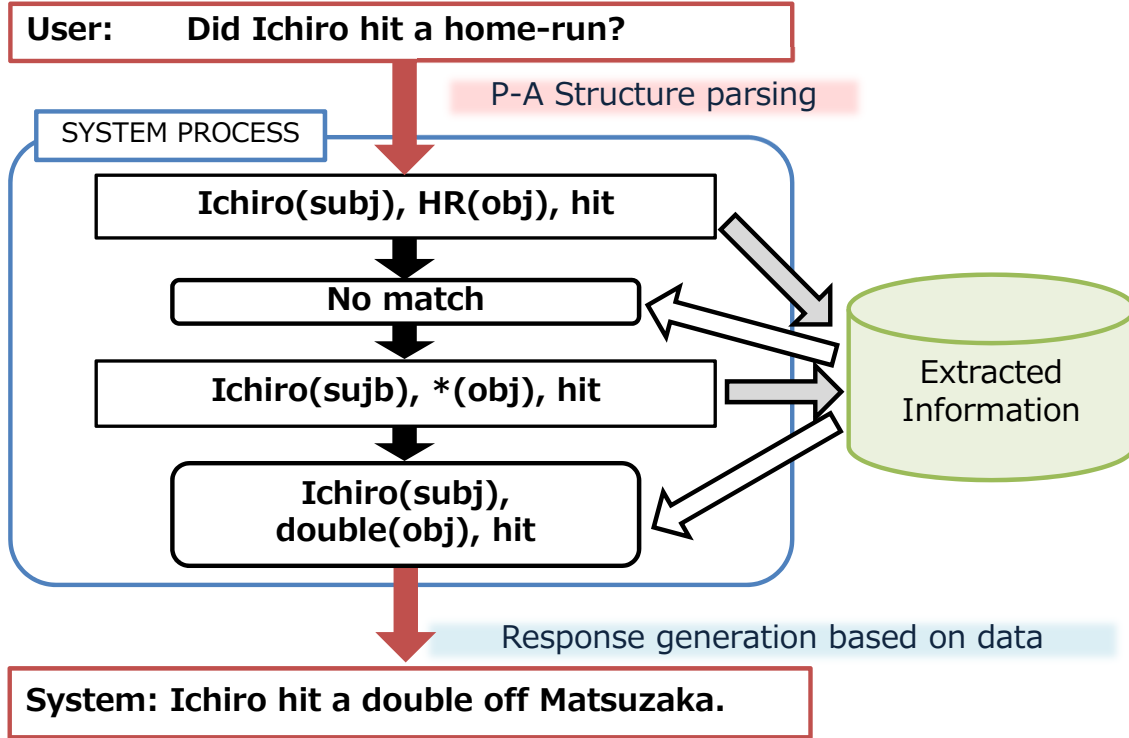 User: Did Ichiro hit a home-run?
P-A Structure parsing
SYSTEM PROCESS
Ichiro(subj), HR(obj), hit
No match
Ichiro(sujb), *(obj), hit
Extracted
Information
Ichiro(subj),
double(obj), hit
Response generation based on data
System: Ichiro hit a double off Matsuzaka.